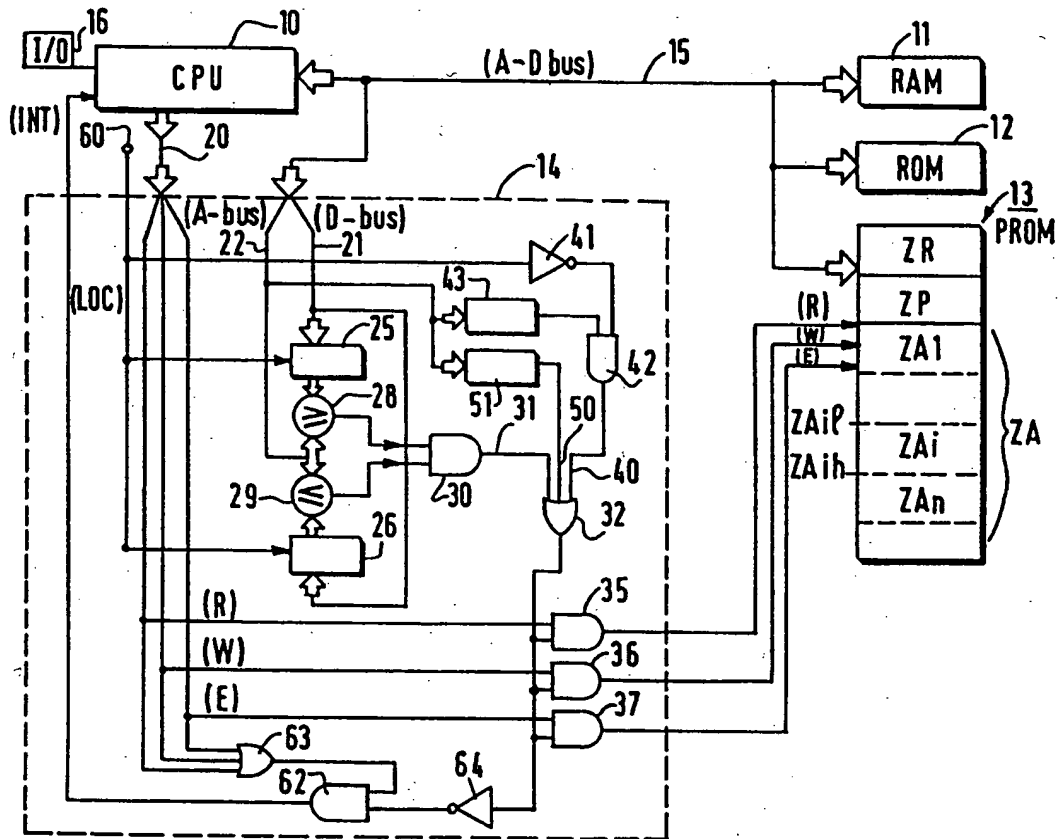 16
10
I/O
CPU
(A-D bus)
15
11
RAM
(INT)
60
20
12
ROM
14
13
PROM
(A-bus)
(D-bus)
22
21
41
ZR
(LOC)
43
ZP
25
(R)
(W)
(E)
ZA1
51
31
50
42
28
ZAil
ZAi
ZA
ZAih
29
30
40
ZAn
32
26
(R)
35
(W)
36
(E)
37
63
62
64